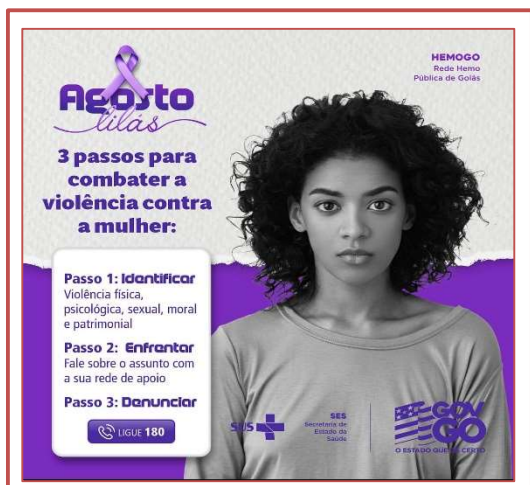 Agosto
lilás
HEMOGO
Rede Hemo
Pública de Goiás
3 passos para
combater a
violência contra
a mulher:
Passo 1: Identificar
Violência física,
psicológica, sexual, moral
e patrimonial
Passo 2: Enfrentar
Fale sobre o assunto com
a sua rede de apoio
Passo 3: Denunciar
LIGUE 180
SUS
SES
Secretaria de
Estado da
Saúde
GOV
GO
O ESTADO QUE DÁ CERTO